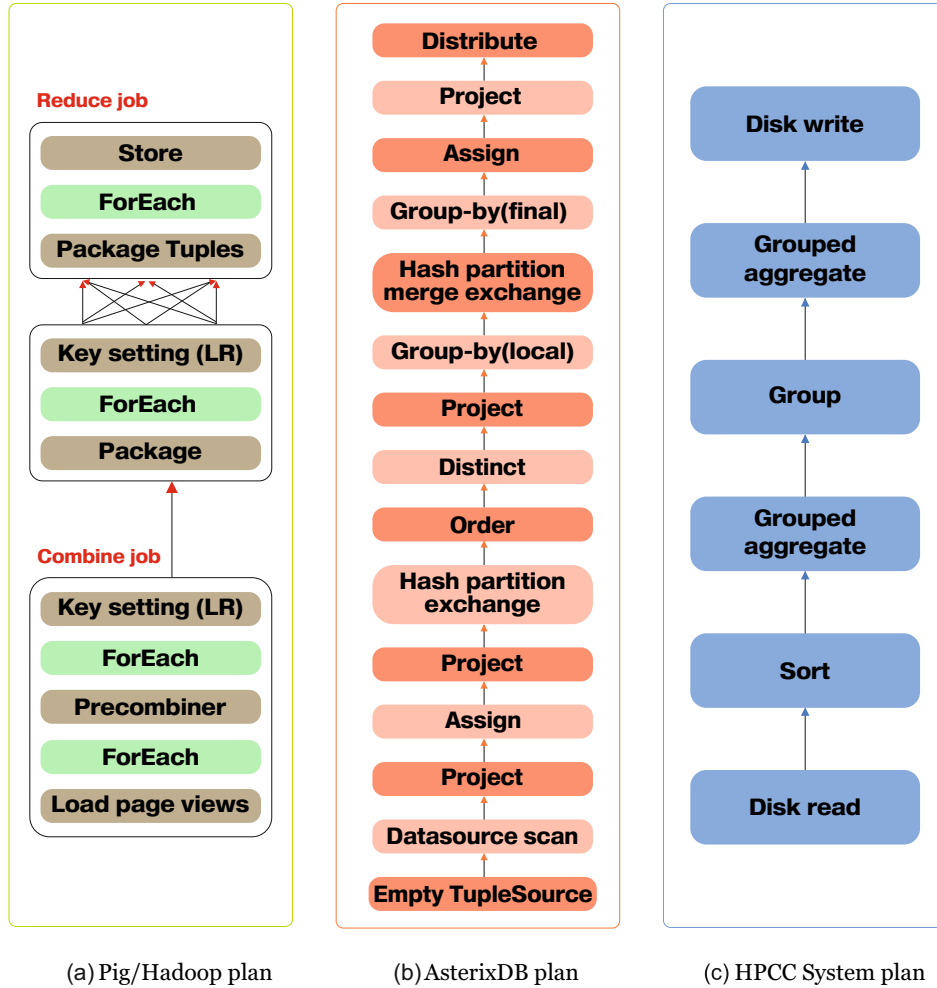 Reduce job
Store
ForEach
Package Tuples
Key setting (LR)
ForEach
Package
Combine job
Key setting (LR)
ForEach
Precombiner
ForEach
Load page views
(a) Pig/Hadoop plan
Distribute
Project
Assign
Group-by(final)
Hash partition
merge exchange
Group-by(local)
Project
Distinct
Order
Hash partition
exchange
Project
Assign
Project
Datasource scan
Empty TupleSource
(b) AsterixDB plan
Disk write
Grouped
aggregate
Group
Grouped
aggregate
Sort
Disk read
(c) HPCC System plan